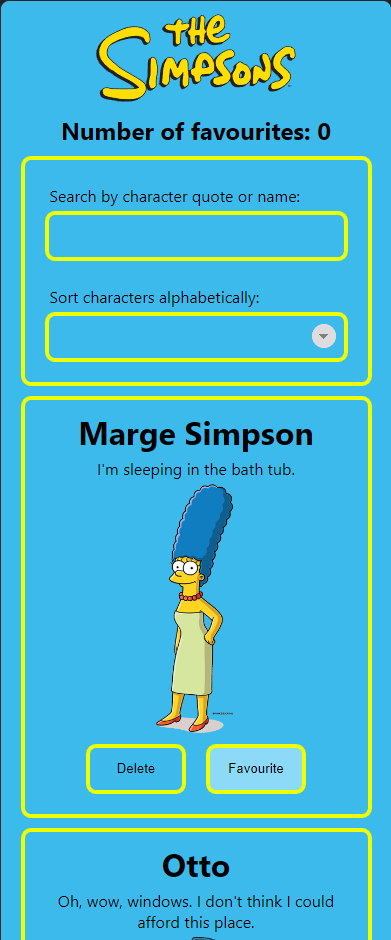 THE
SIMPSONS
Number of favourites: 0
Search by character quote or name:
Sort characters alphabetically:
Marge Simpson
I'm sleeping in the bath tub.
Delete
Favourite
Otto
Oh, wow, windows. I don't think I could
afford this place.